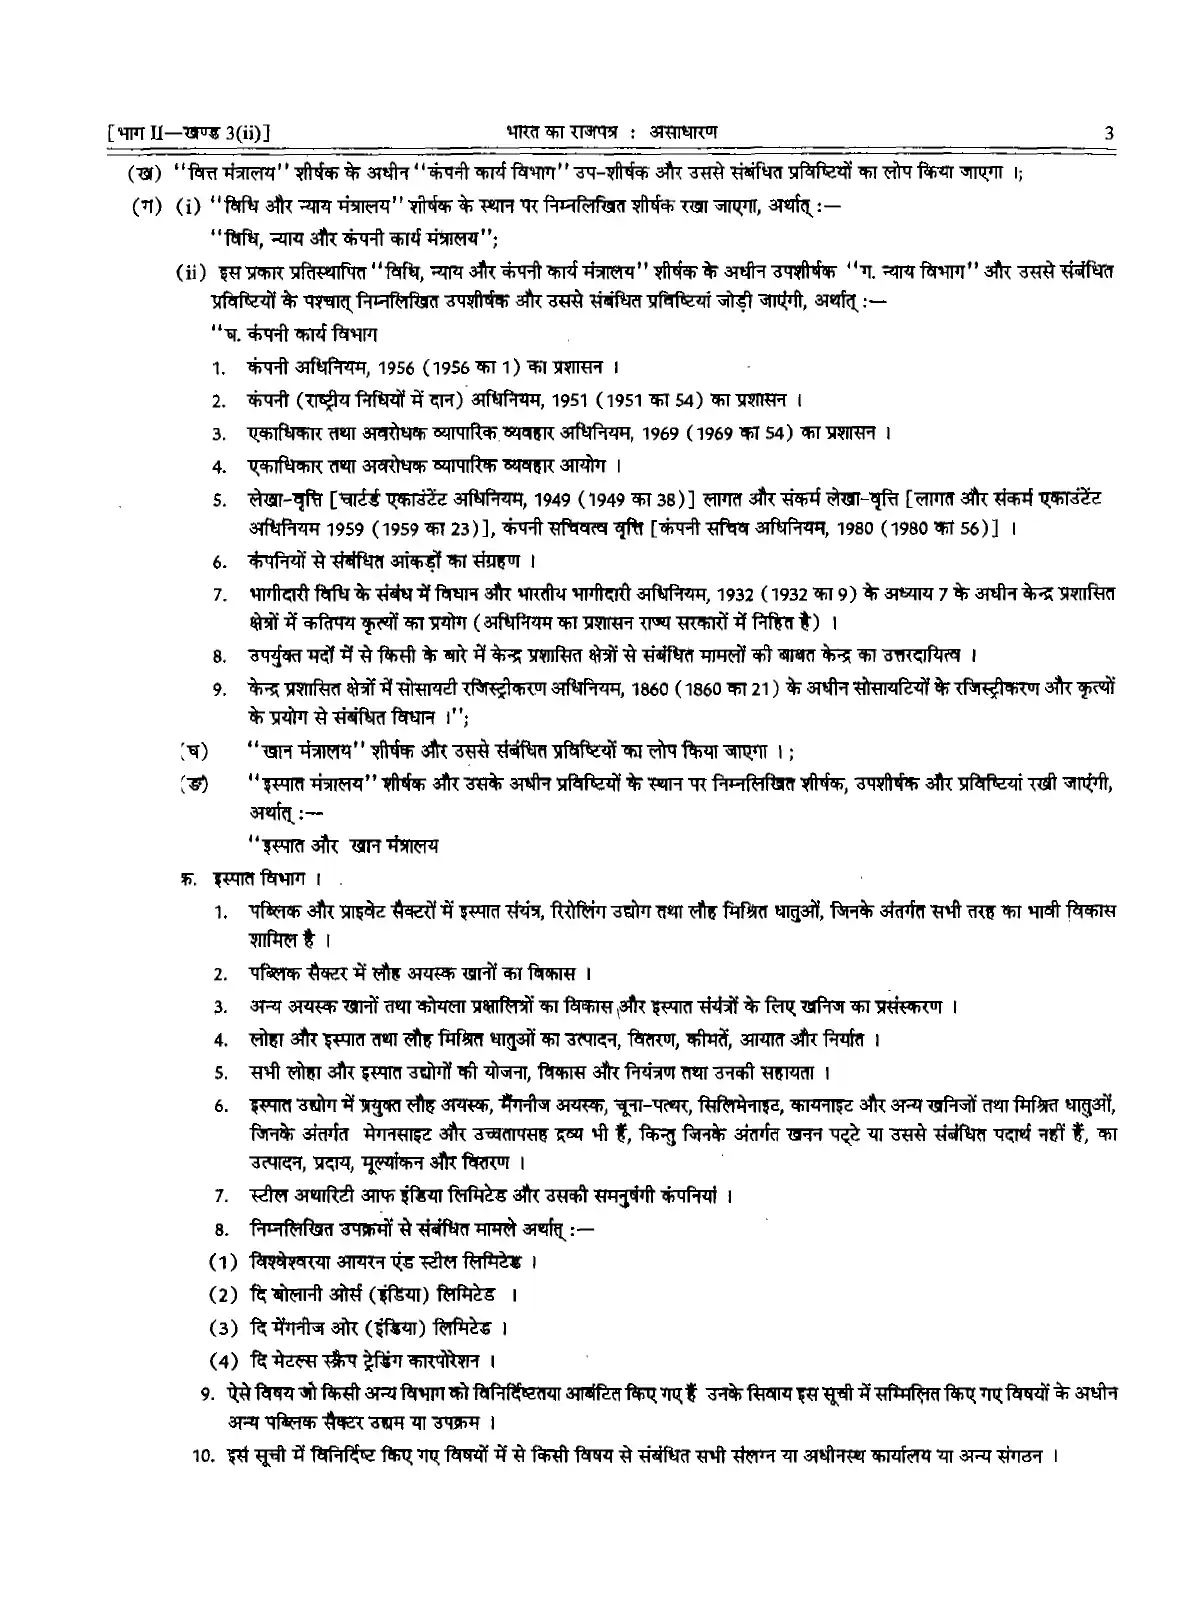 [भाग II—खण्ड 3(ii)] भारत का राजपत्र : असाधारण 3
(ख) "वित्त मंत्रालय" शीर्षक के अधीन "कंपनी कार्य विभाग" उप-शीर्षक और उससे संबंधित प्रविष्टियों का लोप किया जाएगा ।;
(ग) (i) "विधि और न्याय मंत्रालय" शीर्षक के स्थान पर निम्नलिखित शीर्षक रखा जाएगा, अर्थात् :—
"विधि, न्याय और कंपनी कार्य मंत्रालय";
(ii) इस प्रकार प्रतिस्थापित "विधि, न्याय और कंपनी कार्य मंत्रालय" शीर्षक के अधीन उपशीर्षक "ग. न्याय विभाग" और उससे संबंधित
प्रविष्टियों के पश्चात् निम्नलिखित उपशीर्षक और उससे संबंधित प्रविष्टियां जोड़ी जाएंगी, अर्थात् :—
"घ. कंपनी कार्य विभाग
1. कंपनी अधिनियम, 1956 (1956 का 1) का प्रशासन ।
2. कंपनी (राष्ट्रीय निधियों में दान) अधिनियम, 1951 (1951 का 54) का प्रशासन ।
3. एकाधिकार तथा अवरोधक व्यापारिक व्यवहार अधिनियम, 1969 (1969 का 54) का प्रशासन ।
4. एकाधिकार तथा अवरोधक व्यापारिक व्यवहार आयोग ।
5. लेखा-वृत्ति [चार्टर्ड एकाउंटेंट अधिनियम, 1949 (1949 का 38)] लागत और संकर्म लेखा-वृत्ति [लागत और संकर्म एकाउंटेंट
अधिनियम 1959 (1959 का 23)], कंपनी सचिवत्व वृत्ति [कंपनी सचिव अधिनियम, 1980 (1980 का 56)] ।
6. कंपनियों से संबंधित आंकड़ों का संग्रहण ।
7. भागीदारी विधि के संबंध में विधान और भारतीय भागीदारी अधिनियम, 1932 (1932 का 9) के अध्याय 7 के अधीन केन्द्र प्रशासित
क्षेत्रों में कतिपय कृत्यों का प्रयोग (अधिनियम का प्रशासन राज्य सरकारों में निहित है) ।
8. उपर्युक्त मदों में से किसी के बारे में केन्द्र प्रशासित क्षेत्रों से संबंधित मामलों की बाबत केन्द्र का उत्तरदायित्व ।
9. केन्द्र प्रशासित क्षेत्रों में सोसायटी रजिस्ट्रीकरण अधिनियम, 1860 (1860 का 21) के अधीन सोसायटियों के रजिस्ट्रीकरण और कृत्यों
के प्रयोग से संबंधित विधान ।";
(घ) "खान मंत्रालय" शीर्षक और उससे संबंधित प्रविष्टियों का लोप किया जाएगा ।;
(ङ) "इस्पात मंत्रालय" शीर्षक और उसके अधीन प्रविष्टियों के स्थान पर निम्नलिखित शीर्षक, उपशीर्षक और प्रविष्टियां रखी जाएंगी,
अर्थात् :—
"इस्पात और खान मंत्रालय
क. इस्पात विभाग ।
1. पब्लिक और प्राइवेट सैक्टरों में इस्पात संयंत्र, रिरोलिंग उद्योग तथा लौह मिश्रित धातुओं, जिनके अंतर्गत सभी तरह का भावी विकास
शामिल है ।
2. पब्लिक सैक्टर में लौह अयस्क खानों का विकास ।
3. अन्य अयस्क खानों तथा कोयला प्रक्षालित्रों का विकास और इस्पात संयंत्रों के लिए खनिज का प्रसंस्करण ।
4. लोहा और इस्पात तथा लौह मिश्रित धातुओं का उत्पादन, वितरण, कीमतें, आयात और निर्यात ।
5. सभी लोहा और इस्पात उद्योगों की योजना, विकास और नियंत्रण तथा उनकी सहायता ।
6. इस्पात उद्योग में प्रयुक्त लौह अयस्क, मैंगनीज अयस्क, चूना-पत्थर, सिलिमेनाइट, कायनाइट और अन्य खनिजों तथा मिश्रित धातुओं,
जिनके अंतर्गत मेगनसाइट और उच्चतापसह द्रव्य भी हैं, किन्तु जिनके अंतर्गत खनन पट्टे या उससे संबंधित पदार्थ नहीं हैं, का
उत्पादन, प्रदाय, मूल्यांकन और वितरण ।
7. स्टील अथारिटी आफ इंडिया लिमिटेड और उसकी समनुषंगी कंपनियां ।
8. निम्नलिखित उपक्रमों से संबंधित मामले अर्थात् :—
(1) विश्वेश्वरया आयरन एंड स्टील लिमिटेड ।
(2) दि बोलानी ओर्स (इंडिया) लिमिटेड ।
(3) दि मेंगनीज ओर (इंडिया) लिमिटेड ।
(4) दि मेटल्स स्क्रैप ट्रेडिंग कारपोरेशन ।
9. ऐसे विषय जो किसी अन्य विभाग को विनिर्दिष्टतया आबंटित किए गए हैं उनके सिवाय इस सूची में सम्मिलित किए गए विषयों के अधीन
अन्य पब्लिक सैक्टर उद्यम या उपक्रम ।
10. इस सूची में विनिर्दिष्ट किए गए विषयों में से किसी विषय से संबंधित सभी संलग्न या अधीनस्थ कार्यालय या अन्य संगठन ।